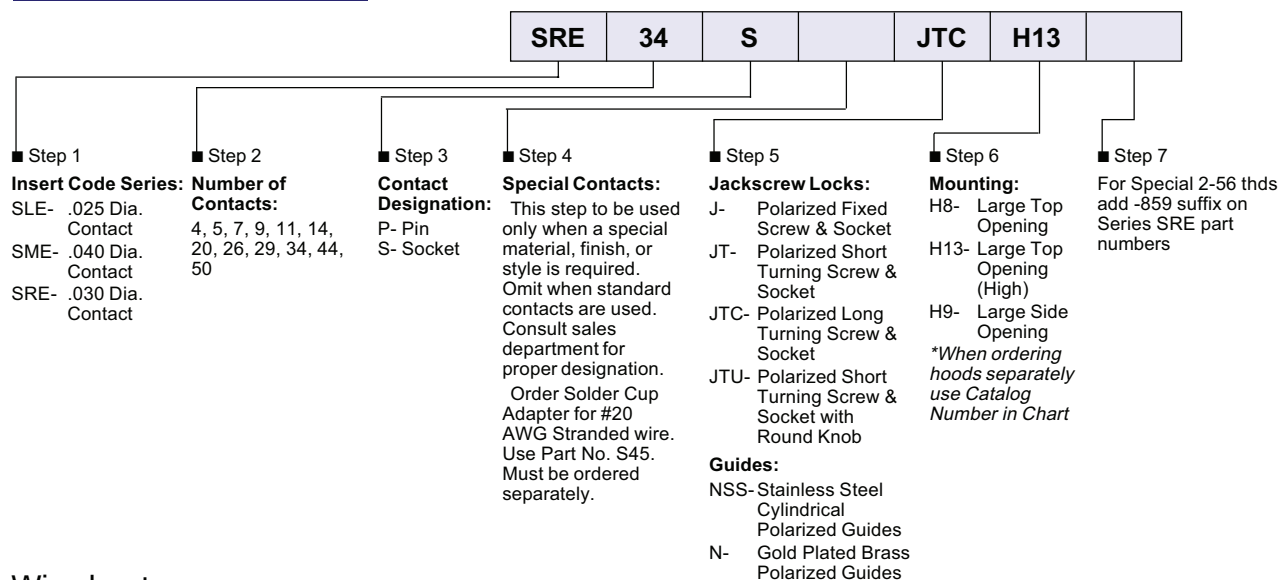 SRE 34 S JTC H13
■ Step 1
Insert Code Series:
SLE- .025 Dia.
Contact
SME- .040 Dia.
Contact
SRE- .030 Dia.
Contact
■ Step 2
Number of
Contacts:
4, 5, 7, 9, 11, 14,
20, 26, 29, 34, 44,
50
■ Step 3
Contact
Designation:
P- Pin
S- Socket
■ Step 4
Special Contacts:
This step to be used
only when a special
material, finish, or
style is required.
Omit when standard
contacts are used.
Consult sales
department for
proper designation.
Order Solder Cup
Adapter for #20
AWG Stranded wire.
Use Part No. S45.
Must be ordered
separately.
■ Step 5
Jackscrew Locks:
J- Polarized Fixed
Screw & Socket
JT- Polarized Short
Turning Screw &
Socket
JTC- Polarized Long
Turning Screw &
Socket
JTU- Polarized Short
Turning Screw &
Socket with
Round Knob
Guides:
NSS- Stainless Steel
Cylindrical
Polarized Guides
N- Gold Plated Brass
Polarized Guides
■ Step 6
Mounting:
H8- Large Top
Opening
H13- Large Top
Opening
(High)
H9- Large Side
Opening
*When ordering
hoods separately
use Catalog
Number in Chart
■ Step 7
For Special 2-56 thds
add -859 suffix on
Series SRE part
numbers